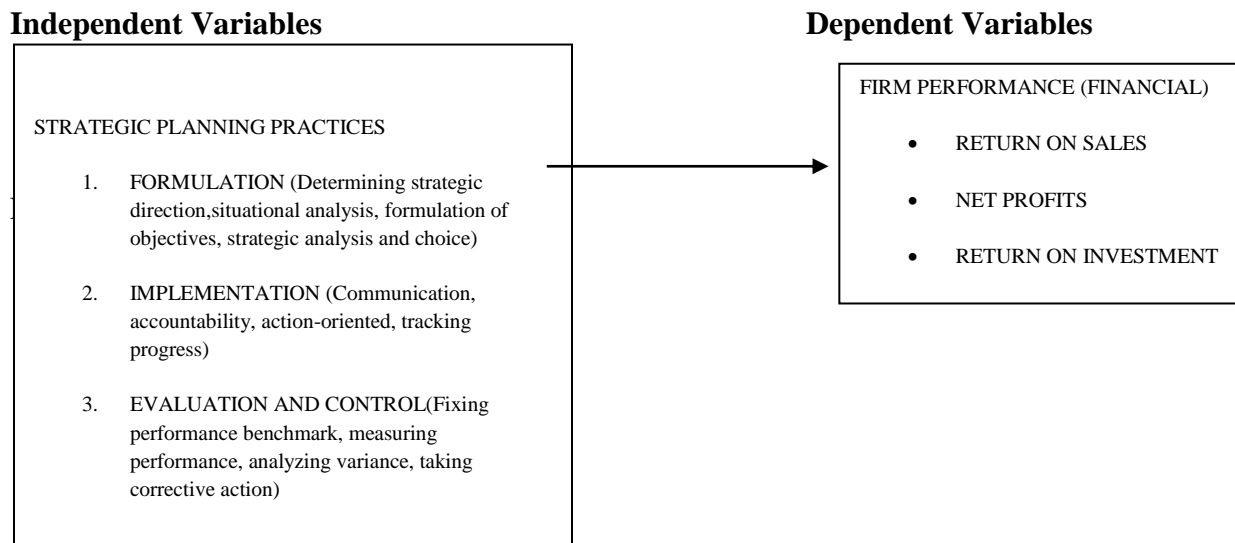 Independent Variables
STRATEGIC PLANNING PRACTICES
1. FORMULATION (Determining strategic
direction,situational analysis, formulation of
objectives, strategic analysis and choice)
2. IMPLEMENTATION (Communication,
accountability, action-oriented, tracking
progress)
3. EVALUATION AND CONTROL(Fixing
performance benchmark, measuring
performance, analyzing variance, taking
corrective action)
Dependent Variables
FIRM PERFORMANCE (FINANCIAL)
• RETURN ON SALES
• NET PROFITS
• RETURN ON INVESTMENT